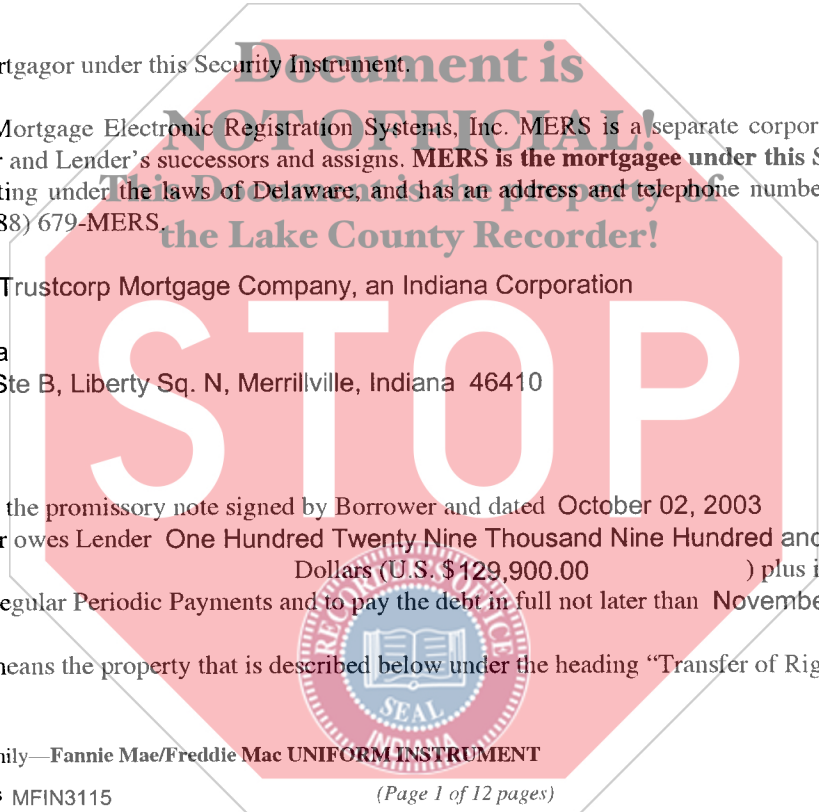 Document is
rtgagor under this Security Instrument.
NOT OFFICIAL!
Mortgage Electronic Registration Systems, Inc. MERS is a separate corpor
r and Lender's successors and assigns. MERS is the mortgagee under this S
This Document is the property of
ting under the laws of Delaware, and has an address and telephone numbe
88) 679-MERS.
the Lake County Recorder!
Trustcorp Mortgage Company, an Indiana Corporation
STOP
a
Ste B, Liberty Sq. N, Merrillville, Indiana 46410
the promissory note signed by Borrower and dated October 02, 2003
r owes Lender One Hundred Twenty Nine Thousand Nine Hundred and
Dollars (U.S. $129,900.00 ) plus i
egular Periodic Payments and to pay the debt in full not later than Novembe
RECORDER'S OFFICE
neans the property that is described below under the heading “Transfer of Rig
SEAL
INDIANA
nily—Fannie Mae/Freddie Mac UNIFORM INSTRUMENT
s MFIN3115 (Page 1 of 12 pages)